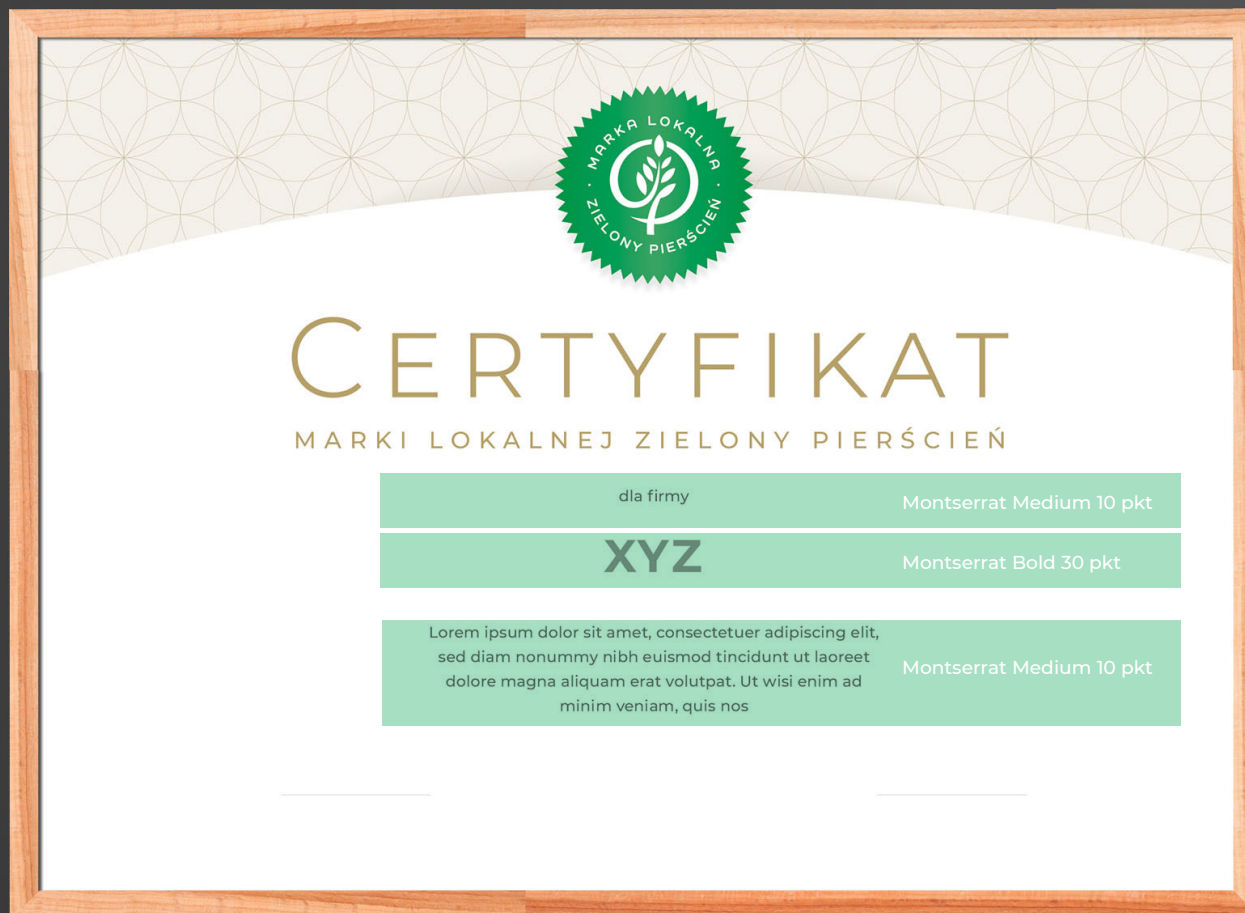 · MARKA LOKALNA ·
ZIELONY PIERŚCIEŃ
CERTYFIKAT
MARKI LOKALNEJ ZIELONY PIERŚCIEŃ
dla firmy
Montserrat Medium 10 pkt
XYZ
Montserrat Bold 30 pkt
Lorem ipsum dolor sit amet, consectetuer adipiscing elit,
sed diam nonummy nibh euismod tincidunt ut laoreet
dolore magna aliquam erat volutpat. Ut wisi enim ad
minim veniam, quis nos
Montserrat Medium 10 pkt